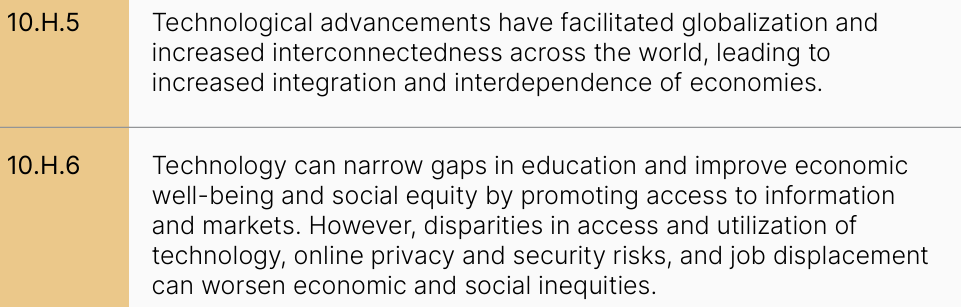 10.H.5
Technological advancements have facilitated globalization and
increased interconnectedness across the world, leading to
increased integration and interdependence of economies.
10.H.6
Technology can narrow gaps in education and improve economic
well-being and social equity by promoting access to information
and markets. However, disparities in access and utilization of
technology, online privacy and security risks, and job displacement
can worsen economic and social inequities.